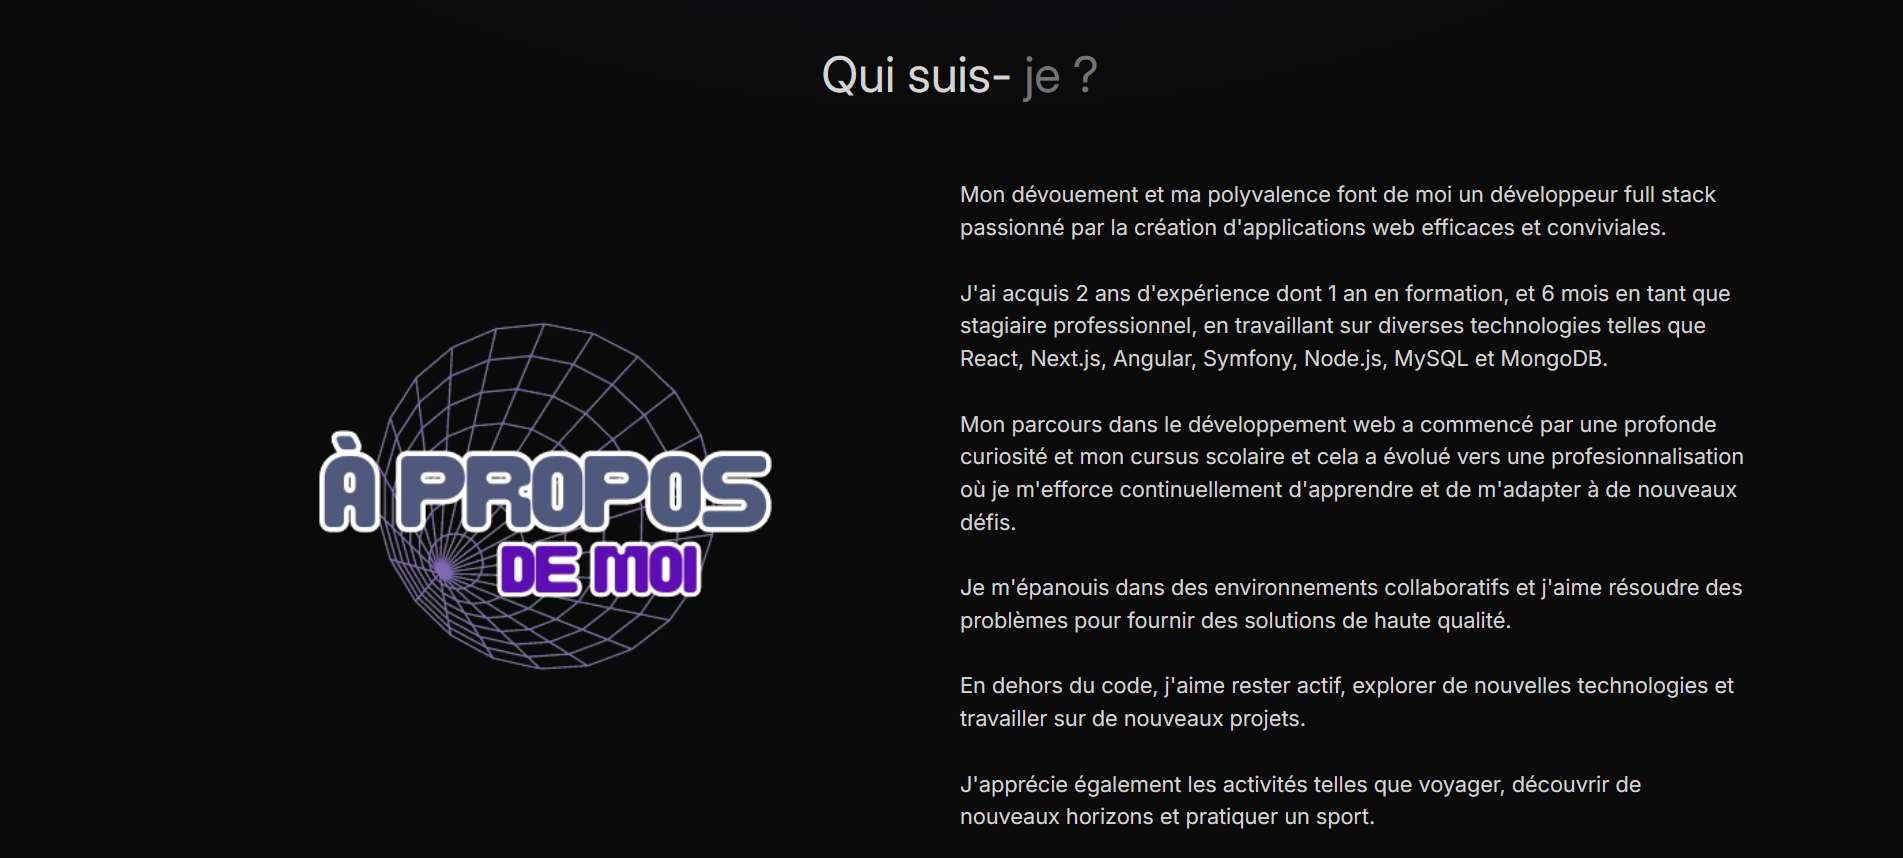 Qui suis- je ?
À PROPOS
DE MOI
Mon dévouement et ma polyvalence font de moi un développeur full stack
passionné par la création d'applications web efficaces et conviviales.
J'ai acquis 2 ans d'expérience dont 1 an en formation, et 6 mois en tant que
stagiaire professionnel, en travaillant sur diverses technologies telles que
React, Next.js, Angular, Symfony, Node.js, MySQL et MongoDB.
Mon parcours dans le développement web a commencé par une profonde
curiosité et mon cursus scolaire et cela a évolué vers une profesionnalisation
où je m'efforce continuellement d'apprendre et de m'adapter à de nouveaux
défis.
Je m'épanouis dans des environnements collaboratifs et j'aime résoudre des
problèmes pour fournir des solutions de haute qualité.
En dehors du code, j'aime rester actif, explorer de nouvelles technologies et
travailler sur de nouveaux projets.
J'apprécie également les activités telles que voyager, découvrir de
nouveaux horizons et pratiquer un sport.